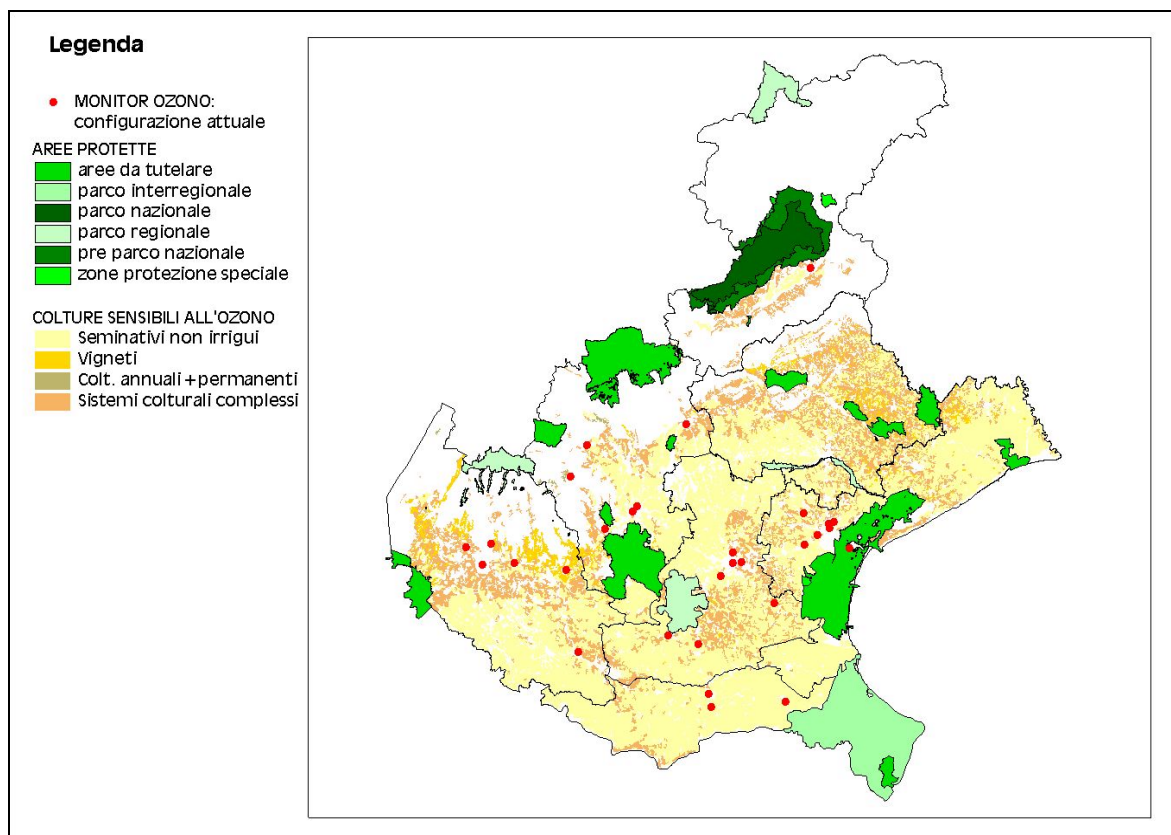 Legenda
MONITOR OZONO:
configurazione attuale
AREE PROTETTE
aree da tutelare
parco interregionale
parco nazionale
parco regionale
pre parco nazionale
zone protezione speciale
COLTURE SENSIBILI ALL'OZONO
Seminativi non irrigui
Vigneti
Colt. annuali+permanenti
Sistemi colturali complessi